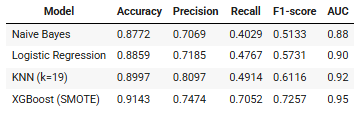 Model Accuracy Precision Recall F1-score AUC
Naive Bayes 0.8772 0.7069 0.4029 0.5133 0.88
Logistic Regression 0.8859 0.7185 0.4767 0.5731 0.90
KNN (k=19) 0.8997 0.8097 0.4914 0.6116 0.92
XGBoost (SMOTE) 0.9143 0.7474 0.7052 0.7257 0.95